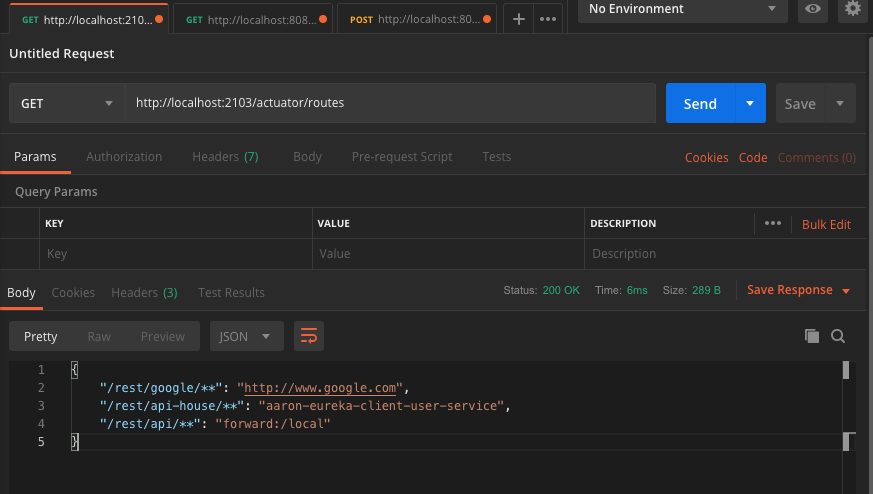 GET http://localhost:210... GET http://localhost:808... POST http://localhost:80... + ••• No Environment
Untitled Request
GET http://localhost:2103/actuator/routes Send Save
Params Authorization Headers (7) Body Pre-request Script Tests Cookies Code Comments (0)
Query Params
KEY VALUE DESCRIPTION ••• Bulk Edit
Key Value Description
Body Cookies Headers (3) Test Results Status: 200 OK Time: 6ms Size: 289 B Save Response
Pretty Raw Preview JSON
1 {
2 "/rest/google/**": "http://www.google.com",
3 "/rest/api-house/**": "aaron-eureka-client-user-service",
4 "/rest/api/**": "forward:/local"
5 }